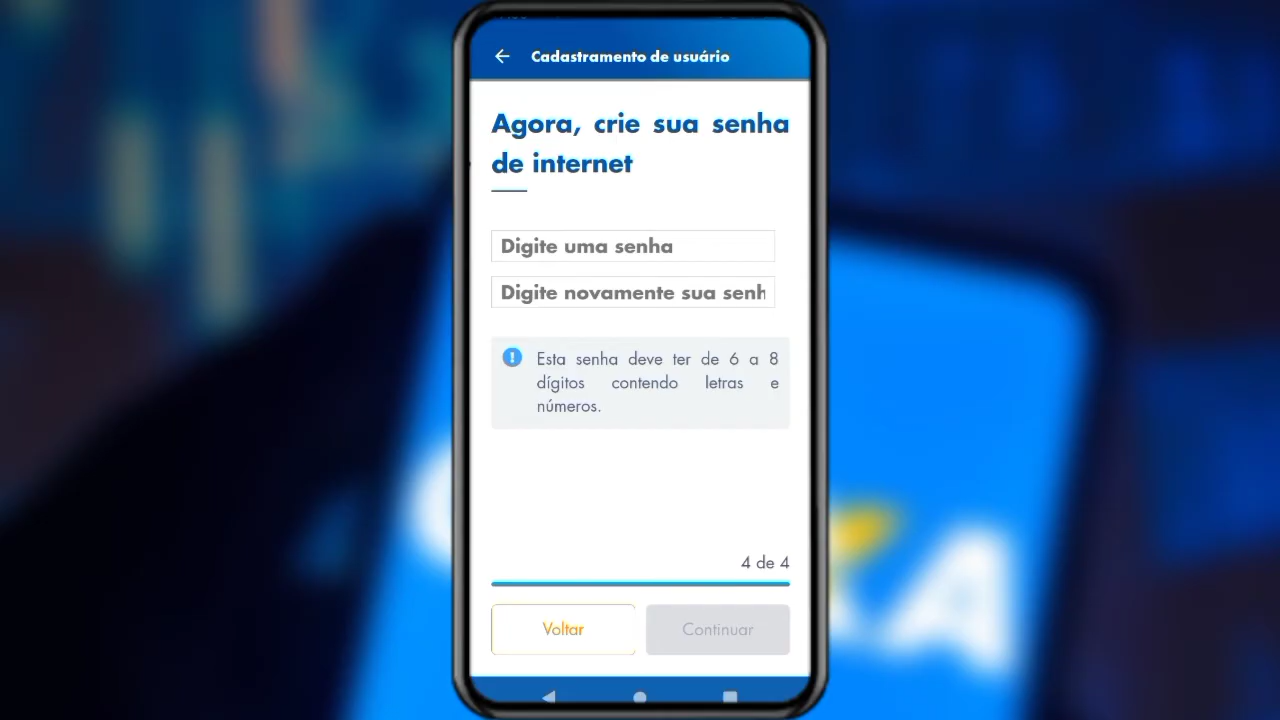 Cadastramento de usuário
Agora, crie sua senha
de internet
Digite uma senha
Digite novamente sua senh
Esta senha deve ter de 6 a 8
dígitos contendo letras e
números.
4 de 4
Voltar
Continuar